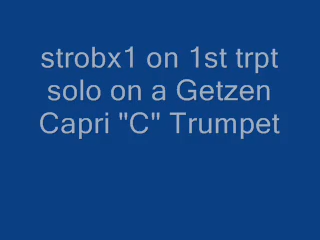 strobx1 on 1st trpt
solo on a Getzen
Capri "C" Trumpet